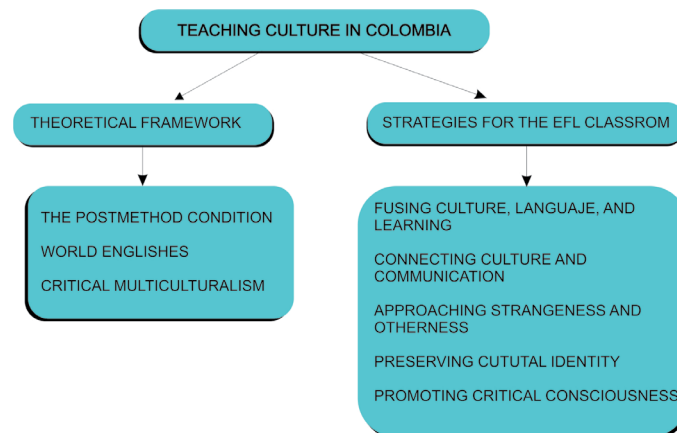 TEACHING CULTURE IN COLOMBIA
THEORETICAL FRAMEWORK
STRATEGIES FOR THE EFL CLASSROM
THE POSTMETHOD CONDITION
WORLD ENGLISHES
CRITICAL MULTICULTURALISM
FUSING CULTURE, LANGUAJE, AND
LEARNING
CONNECTING CULTURE AND
COMMUNICATION
APPROACHING STRANGENESS AND
OTHERNESS
PRESERVING CUTUTAL IDENTITY
PROMOTING CRITICAL CONSCIOUSNESS